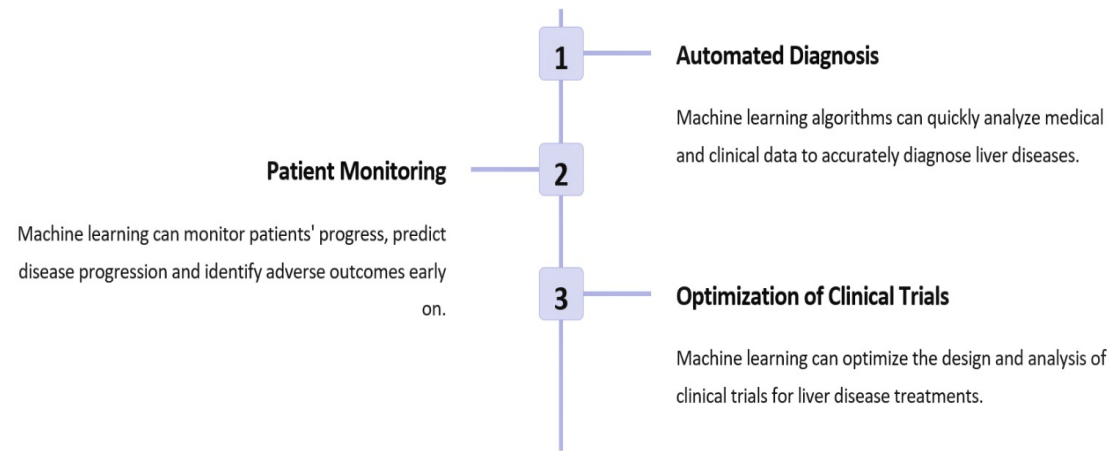 1
Automated Diagnosis
Machine learning algorithms can quickly analyze medical
and clinical data to accurately diagnose liver diseases.
2
Patient Monitoring
Machine learning can monitor patients' progress, predict
disease progression and identify adverse outcomes early
on.
3
Optimization of Clinical Trials
Machine learning can optimize the design and analysis of
clinical trials for liver disease treatments.